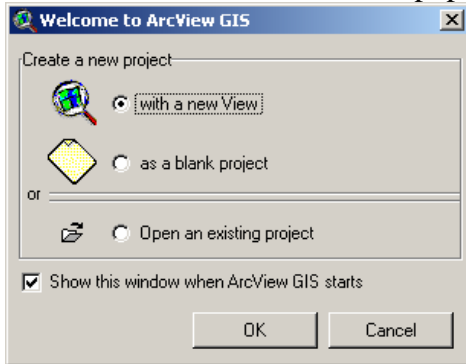 Welcome to ArcView GIS
Create a new project
with a new View
as a blank project
or
Open an existing project
Show this window when ArcView GIS starts
OK
Cancel